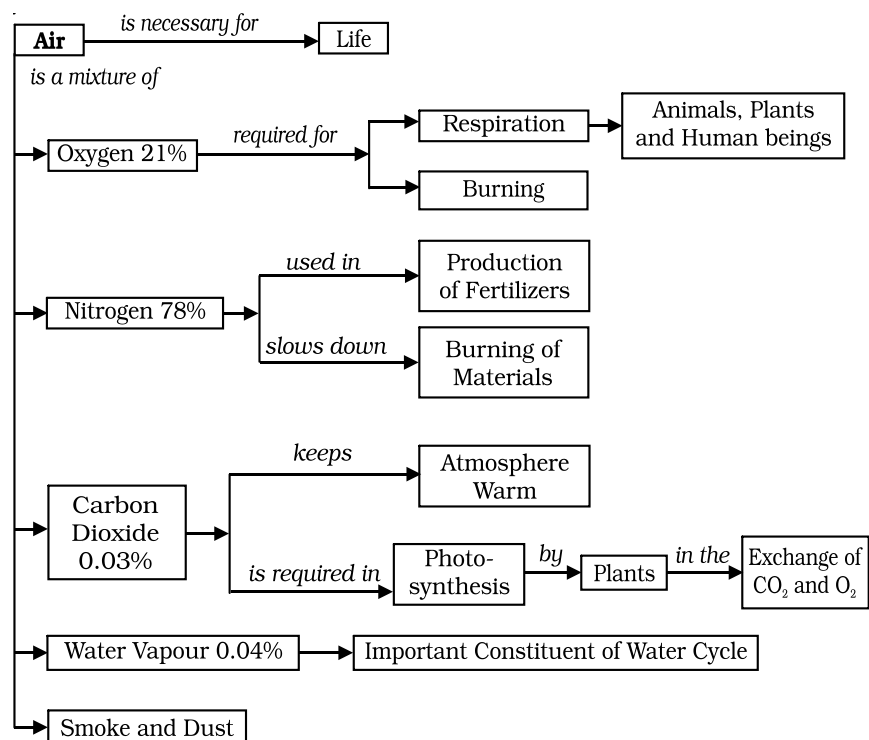 Air
is necessary for
Life
is a mixture of
Oxygen 21%
required for
Respiration
Animals, Plants
and Human beings
Burning
Nitrogen 78%
used in
Production
of Fertilizers
slows down
Burning of
Materials
Carbon
Dioxide
0.03%
keeps
Atmosphere
Warm
is required in
Photo-
synthesis
by
Plants
in the
Exchange of
CO₂ and O₂
Water Vapour 0.04%
Important Constituent of Water Cycle
Smoke and Dust